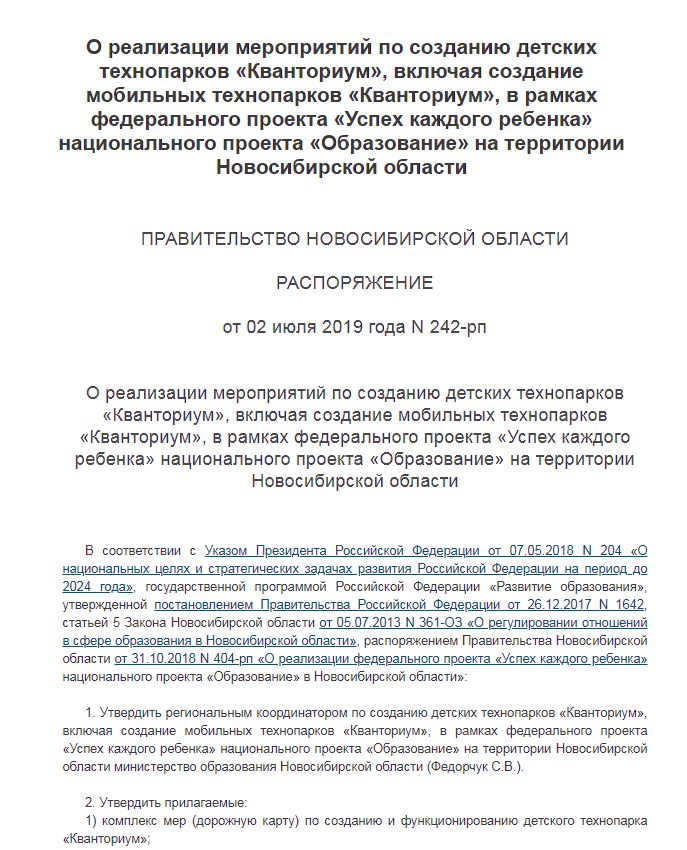 О реализации мероприятий по созданию детских
технопарков «Кванториум», включая создание
мобильных технопарков «Кванториум», в рамках
федерального проекта «Успех каждого ребенка»
национального проекта «Образование» на территории
Новосибирской области
ПРАВИТЕЛЬСТВО НОВОСИБИРСКОЙ ОБЛАСТИ
РАСПОРЯЖЕНИЕ
от 02 июля 2019 года N 242-рп
О реализации мероприятий по созданию детских технопарков
«Кванториум», включая создание мобильных технопарков
«Кванториум», в рамках федерального проекта «Успех каждого
ребенка» национального проекта «Образование» на территории
Новосибирской области
В соответствии с Указом Президента Российской Федерации от 07.05.2018 N 204 «О
национальных целях и стратегических задачах развития Российской Федерации на период до
2024 года», государственной программой Российской Федерации «Развитие образования»,
утвержденной постановлением Правительства Российской Федерации от 26.12.2017 N 1642,
статьей 5 Закона Новосибирской области от 05.07.2013 N 361-ОЗ «О регулировании отношений
в сфере образования в Новосибирской области», распоряжением Правительства Новосибирской
области от 31.10.2018 N 404-рп «О реализации федерального проекта «Успех каждого ребенка»
национального проекта «Образование» в Новосибирской области»:
1. Утвердить региональным координатором по созданию детских технопарков «Кванториум»,
включая создание мобильных технопарков «Кванториум», в рамках федерального проекта
«Успех каждого ребенка» национального проекта «Образование» на территории Новосибирской
области министерство образования Новосибирской области (Федорчук С.В.).
2. Утвердить прилагаемые:
1) комплекс мер (дорожную карту) по созданию и функционированию детского технопарка
«Кванториум»;